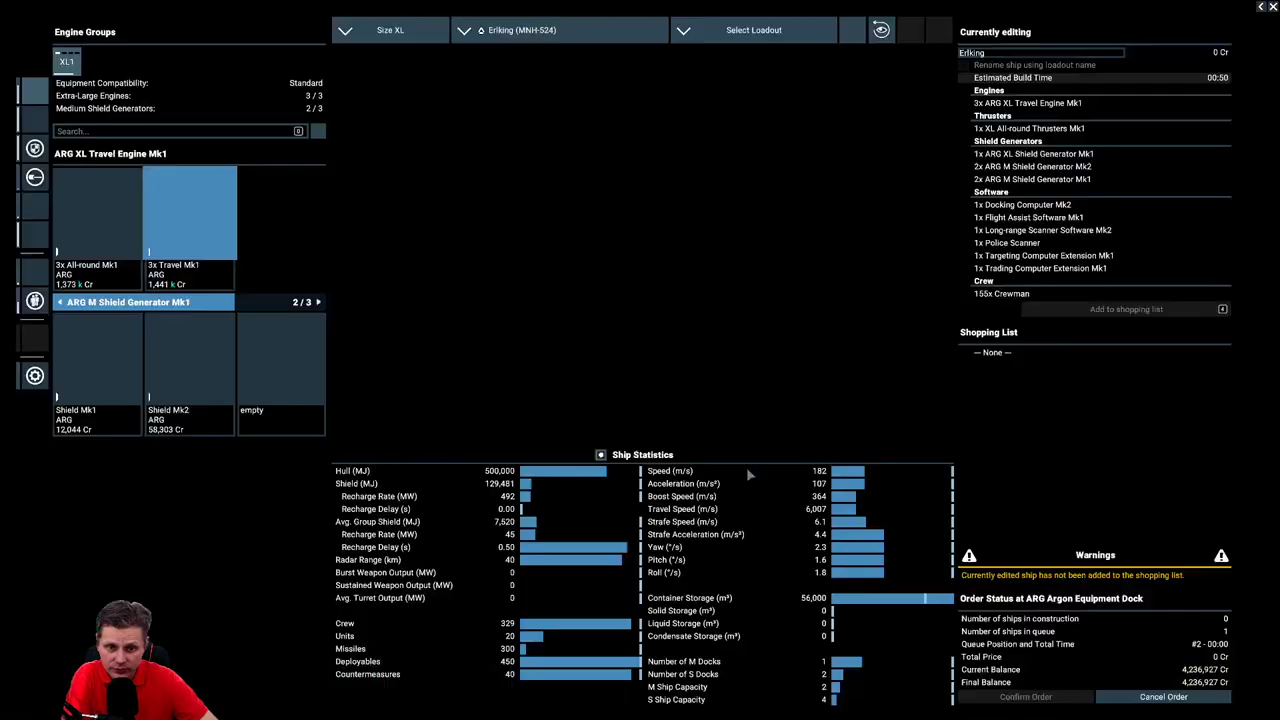 Engine Groups
XL1
Equipment Compatibility: Standard
Extra-Large Engines: 3 / 3
Medium Shield Generators: 2 / 3
Search...
0
ARG XL Travel Engine Mk1
3x All-round Mk1
ARG
1,373 k Cr
3x Travel Mk1
ARG
1,441 k Cr
ARG M Shield Generator Mk1 2 / 3
Shield Mk1
ARG
12,044 Cr
Shield Mk2
ARG
58,303 Cr
empty
Size XL
Erlking (MNH-524)
Select Loadout
Ship Statistics
Hull (MJ) 500,000
Shield (MJ) 129,481
Recharge Rate (MW) 492
Recharge Delay (s) 0.00
Avg. Group Shield (MJ) 7,520
Recharge Rate (MW) 45
Recharge Delay (s) 0.50
Radar Range (km) 40
Burst Weapon Output (MW) 0
Sustained Weapon Output (MW) 0
Avg. Turret Output (MW) 0
Crew 329
Units 20
Missiles 300
Deployables 450
Countermeasures 40
Speed (m/s) 182
Acceleration (m/s²) 107
Boost Speed (m/s) 364
Travel Speed (m/s) 6,007
Strafe Speed (m/s) 6.1
Strafe Acceleration (m/s²) 4.4
Yaw (°/s) 2.3
Pitch (°/s) 1.6
Roll (°/s) 1.8
Container Storage (m³) 56,000
Solid Storage (m³) 0
Liquid Storage (m³) 0
Condensate Storage (m³) 0
Number of M Docks 1
Number of S Docks 2
M Ship Capacity 2
S Ship Capacity 4
Currently editing
Erlking 0 Cr
Rename ship using loadout name
Estimated Build Time 00:50
Engines
3x ARG XL Travel Engine Mk1
Thrusters
1x XL All-round Thrusters Mk1
Shield Generators
1x ARG XL Shield Generator Mk1
2x ARG M Shield Generator Mk2
2x ARG M Shield Generator Mk1
Software
1x Docking Computer Mk2
1x Flight Assist Software Mk1
1x Long-range Scanner Software Mk2
1x Police Scanner
1x Targeting Computer Extension Mk1
1x Trading Computer Extension Mk1
Crew
155x Crewman
Add to shopping list
Shopping List
— None —
Warnings
Currently edited ship has not been added to the shopping list.
Order Status at ARG Argon Equipment Dock
Number of ships in construction 0
Number of ships in queue 1
Queue Position and Total Time #2 - 00:00
Total Price 0 Cr
Current Balance 4,236,927 Cr
Final Balance 4,236,927 Cr
Confirm Order
Cancel Order